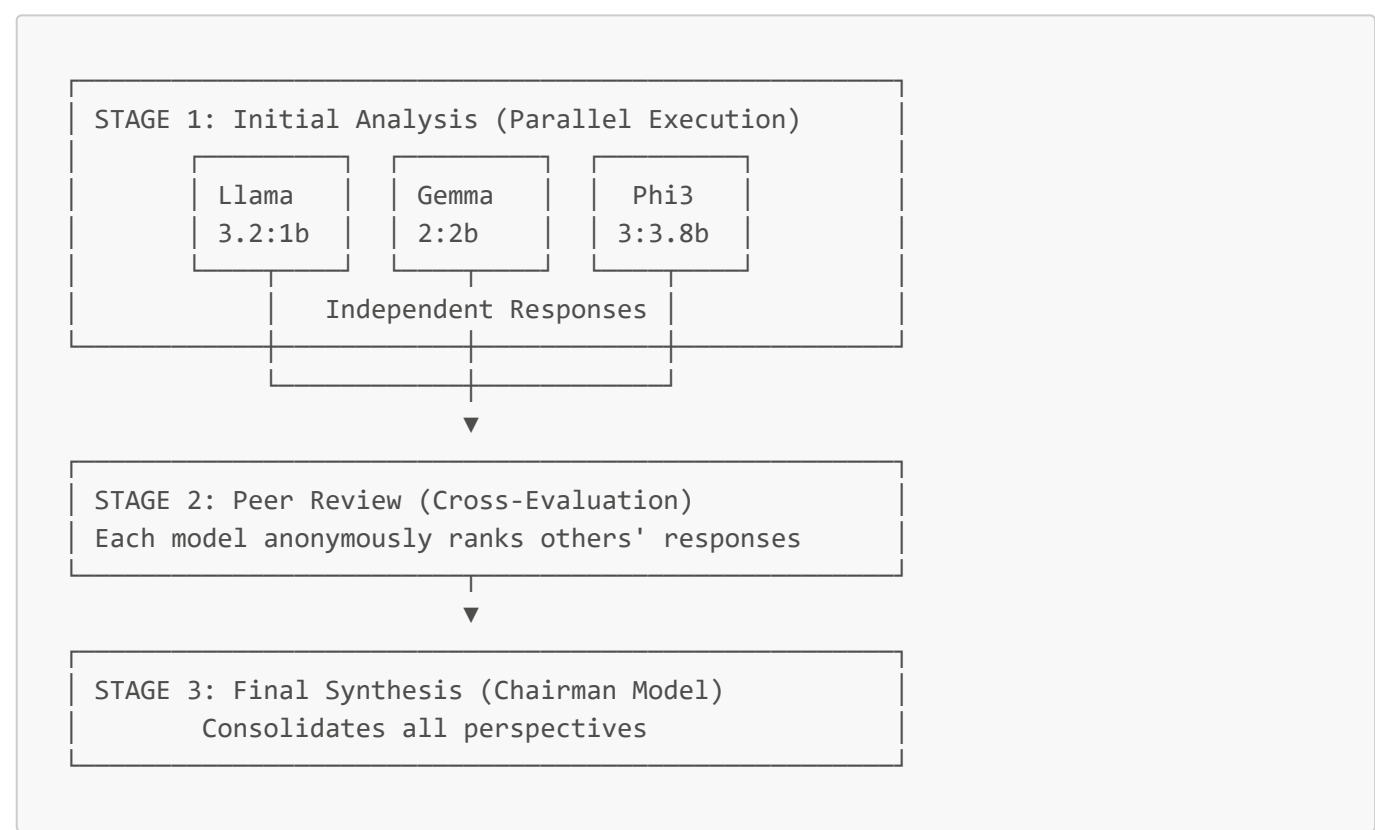 STAGE 1: Initial Analysis (Parallel Execution)
Llama Gemma Phi3
3.2:1b 2:2b 3:3.8b
Independent Responses
STAGE 2: Peer Review (Cross-Evaluation)
Each model anonymously ranks others' responses
STAGE 3: Final Synthesis (Chairman Model)
Consolidates all perspectives